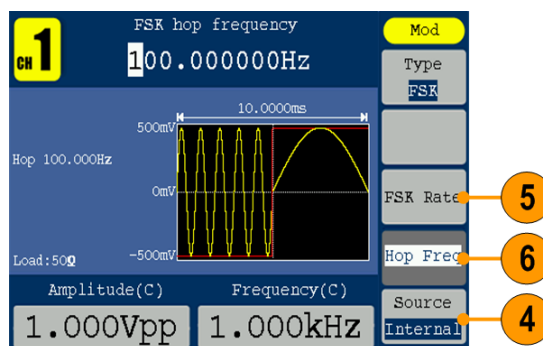 CH1
FSK hop frequency
100.000000Hz
Mod
Type
FSK
10.0000ms
500mV
Hop 100.000Hz
0mV
-500mV
Load:50Ω
FSK Rate
5
Hop Freq
6
Source
Internal
4
Amplitude(C)
Frequency(C)
1.000Vpp
1.000kHz